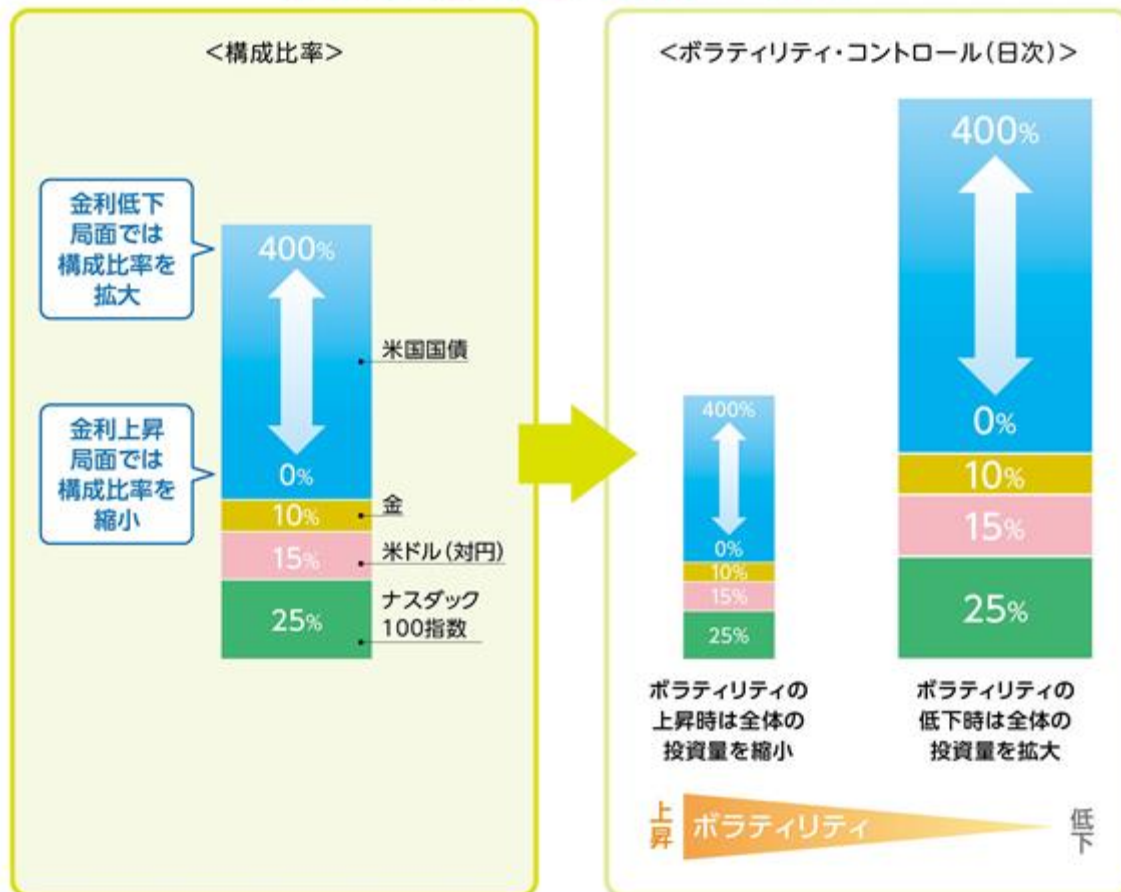 <構成比率>
金利低下
局面では
構成比率を
拡大
金利上昇
局面では
構成比率を
縮小
400%
0%
10%
15%
25%
米国国債
金
米ドル(対円)
ナスダック
100指数
<ボラティリティ・コントロール(日次)>
400%
0%
10%
15%
25%
ボラティリティの
上昇時は全体の
投資量を縮小
400%
0%
10%
15%
25%
ボラティリティの
低下時は全体の
投資量を拡大
上昇
ボラティリティ
低下